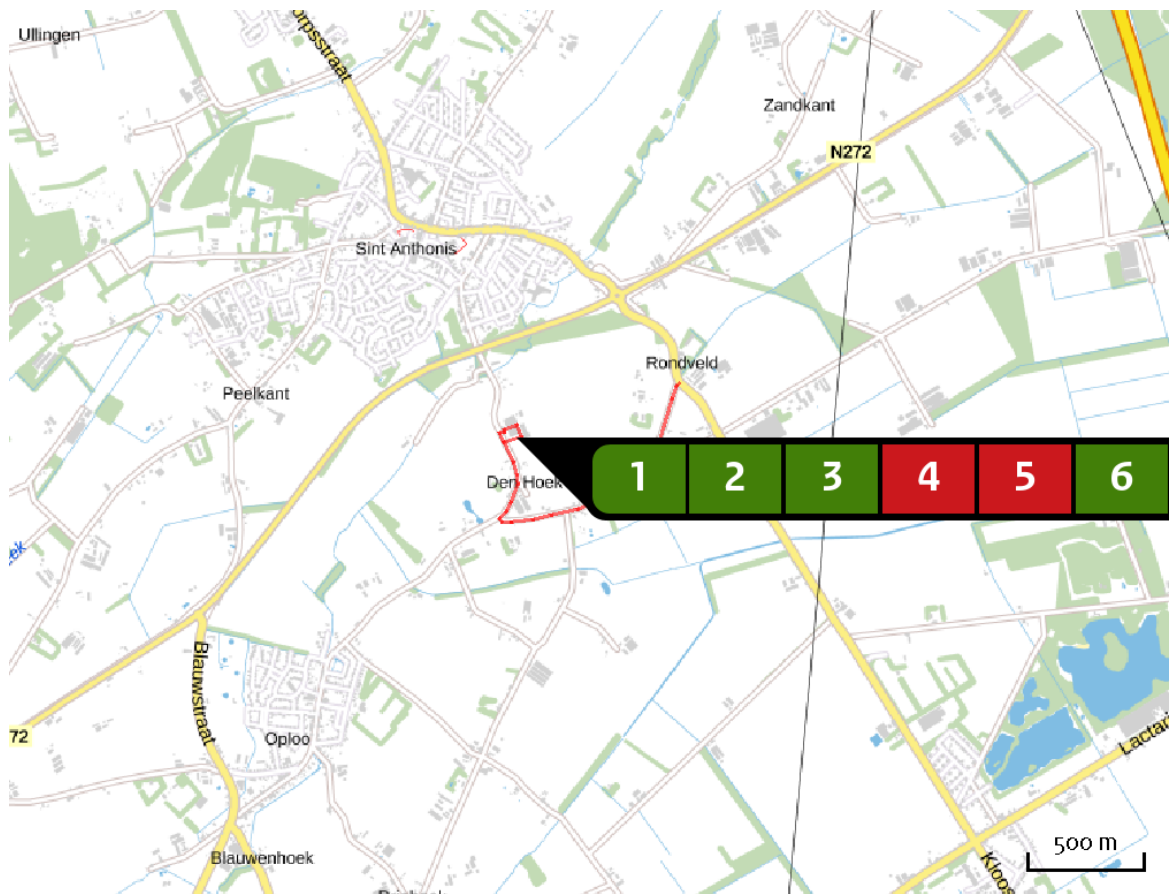 Ullingen
Zandkant
N272
Sint Anthonis
Rondveld
Peelkant
1 2 3 4 5 6
Den Hoek
Blauwstraat
72
Oploo
Blauwenhoek
500 m